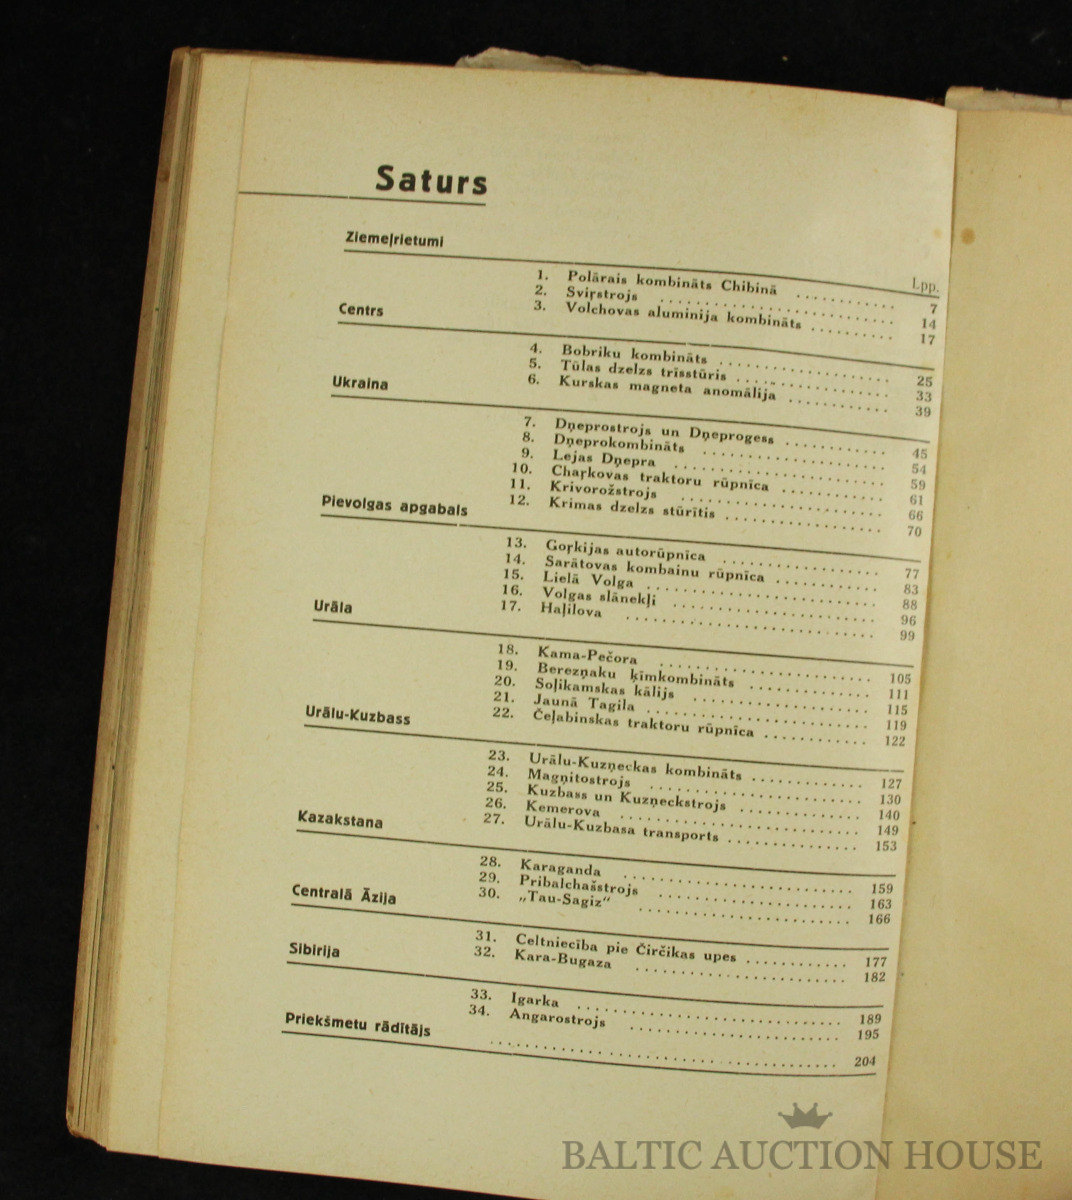 Saturs
Ziemeļrietumi
Lpp.
1. Polārais kombināts Chibinā .......... 7
2. Sviŗstrojs .......... 14
3. Volchovas aluminija kombināts .......... 17
Centrs
4. Bobriku kombināts .......... 25
5. Tūlas dzelzs trīsstūris .......... 33
6. Kurskas magneta anomālija .......... 39
Ukraina
7. Dņeprostrojs un Dņeprogess .......... 45
8. Dņeprokombināts .......... 54
9. Lejas Dņepra .......... 59
10. Chaŗkovas traktoru rūpnīca .......... 61
11. Krivorožstrojs .......... 66
12. Krimas dzelzs stūrītis .......... 70
Pievolgas apgabals
13. Goŗkijas autorūpnīca .......... 77
14. Sarātovas kombainu rūpnīca .......... 83
15. Lielā Volga .......... 88
16. Volgas slānekļi .......... 96
17. Haļilova .......... 99
Urāla
18. Kama-Pečora .......... 105
19. Berezņaku ķīmkombināts .......... 111
20. Soļikamskas kālijs .......... 115
21. Jaunā Tagila .......... 119
22. Čeļabinskas traktoru rūpnīca .......... 122
Urālu-Kuzbass
23. Urālu-Kuzņeckas kombināts .......... 127
24. Magņitostrojs .......... 130
25. Kuzbass un Kuzņeckstrojs .......... 140
26. Kemerova .......... 149
27. Urālu-Kuzbasa transports .......... 153
Kazakstana
28. Karaganda .......... 159
29. Pribalchašstrojs .......... 163
30. „Tau-Sagiz“ .......... 166
Centralā Āzija
31. Celtniecība pie Čirčikas upes .......... 177
32. Kara-Bugaza .......... 182
Sibirija
33. Igarka .......... 189
34. Angarostrojs .......... 195
Priekšmetu rādītājs .......... 204
BALTIC AUCTION HOUSE